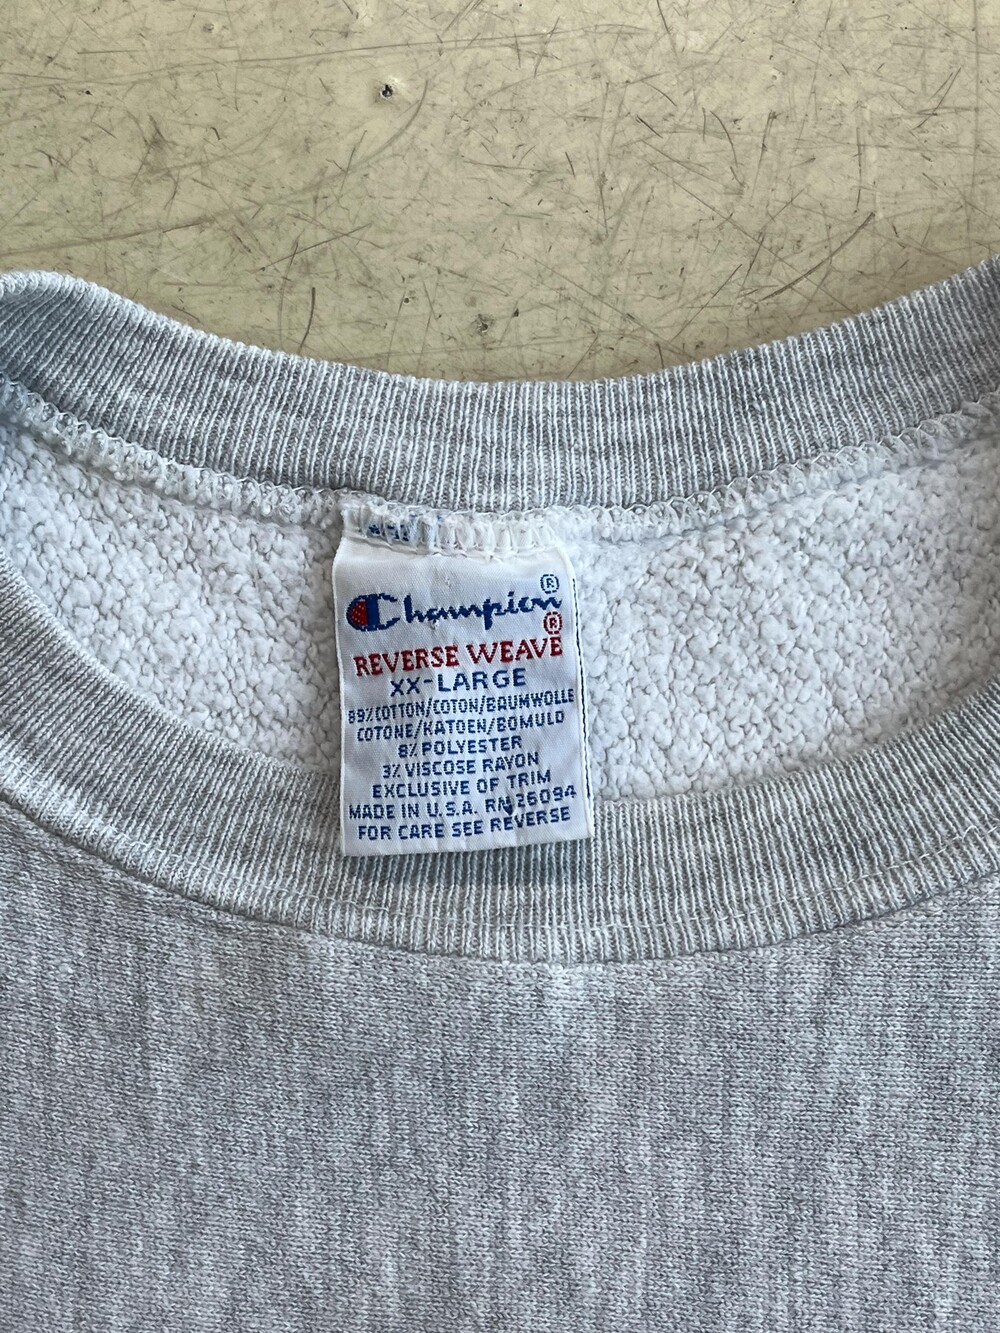 Champion®
REVERSE WEAVE®
XX-LARGE
89% COTTON/COTON/BAUMWOLLE
COTONE/KATOEN/BOMULD
8% POLYESTER
3% VISCOSE RAYON
EXCLUSIVE OF TRIM
MADE IN U.S.A. RN 26094
FOR CARE SEE REVERSE